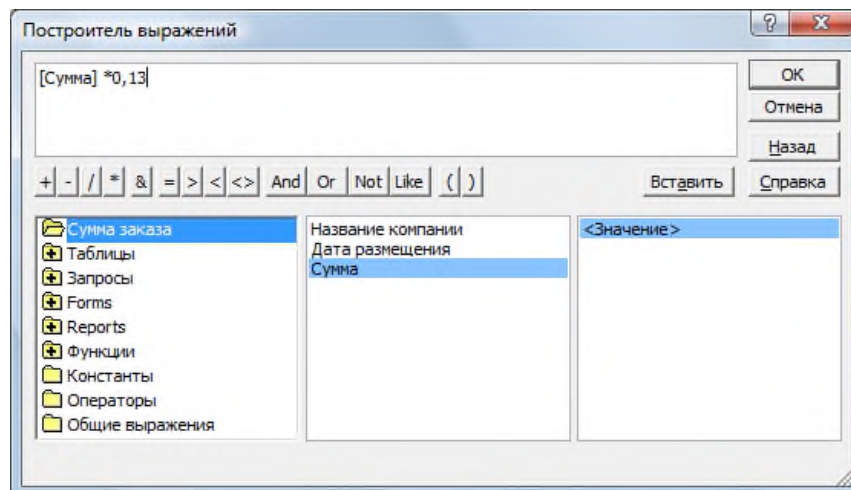 Построитель выражений
? X
[Сумма] *0,13
ОК
Отмена
Назад
+ - / * & = > < <> And Or Not Like ( ) Вставить Справка
Сумма заказа
Таблицы
Запросы
Forms
Reports
Функции
Константы
Операторы
Общие выражения
Название компании
Дата размещения
Сумма
<Значение>